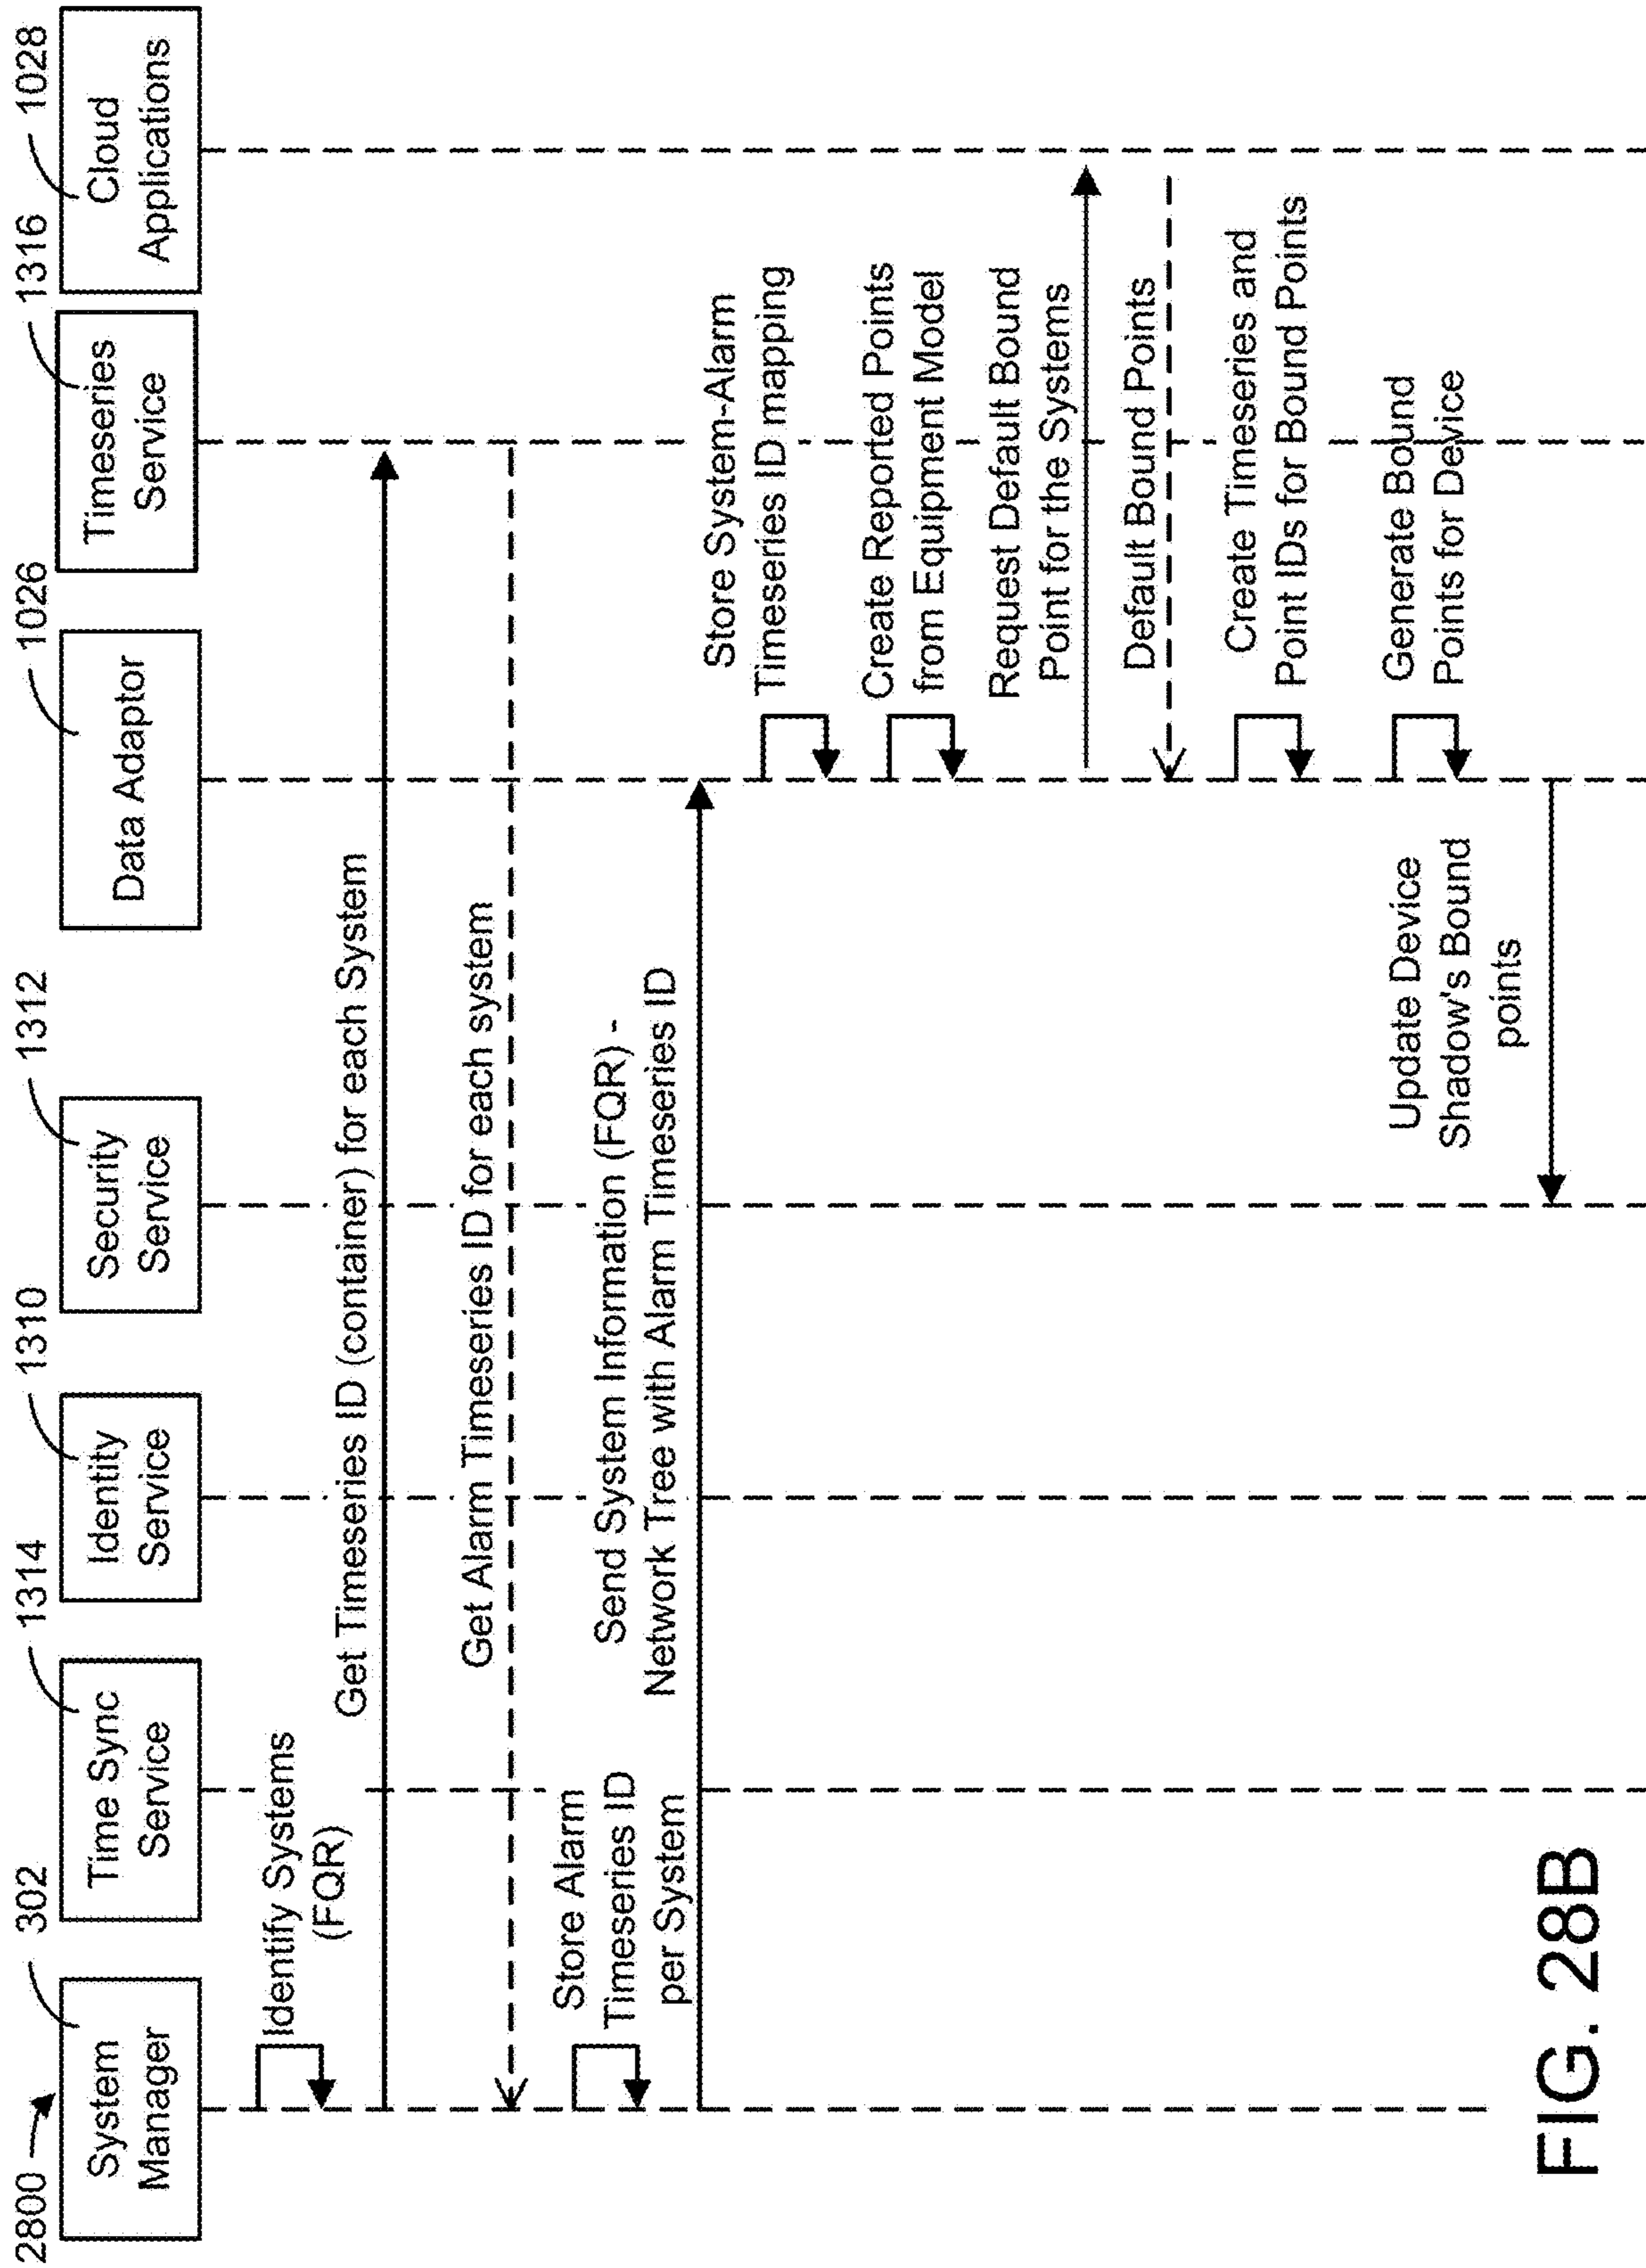 2800
302
1314
1310
1312
1026
1316
1028
System
Manager
Time Sync
Service
Identity
Service
Security
Service
Data Adaptor
Timeseries
Service
Cloud
Applications
Identify Systems
(FQR)
Get Timeseries ID (container) for each System
Get Alarm Timeseries ID for each system
Store Alarm
Timeseries ID
per System
Send System Information (FQR) -
Network Tree with Alarm Timeseries ID
Store System-Alarm
Timeseries ID mapping
Create Reported Points
from Equipment Model
Request Default Bound
Point for the Systems
Default Bound Points
Create Timeseries and
Point IDs for Bound Points
Generate Bound
Points for Device
Update Device
Shadow's Bound
points
FIG. 28B